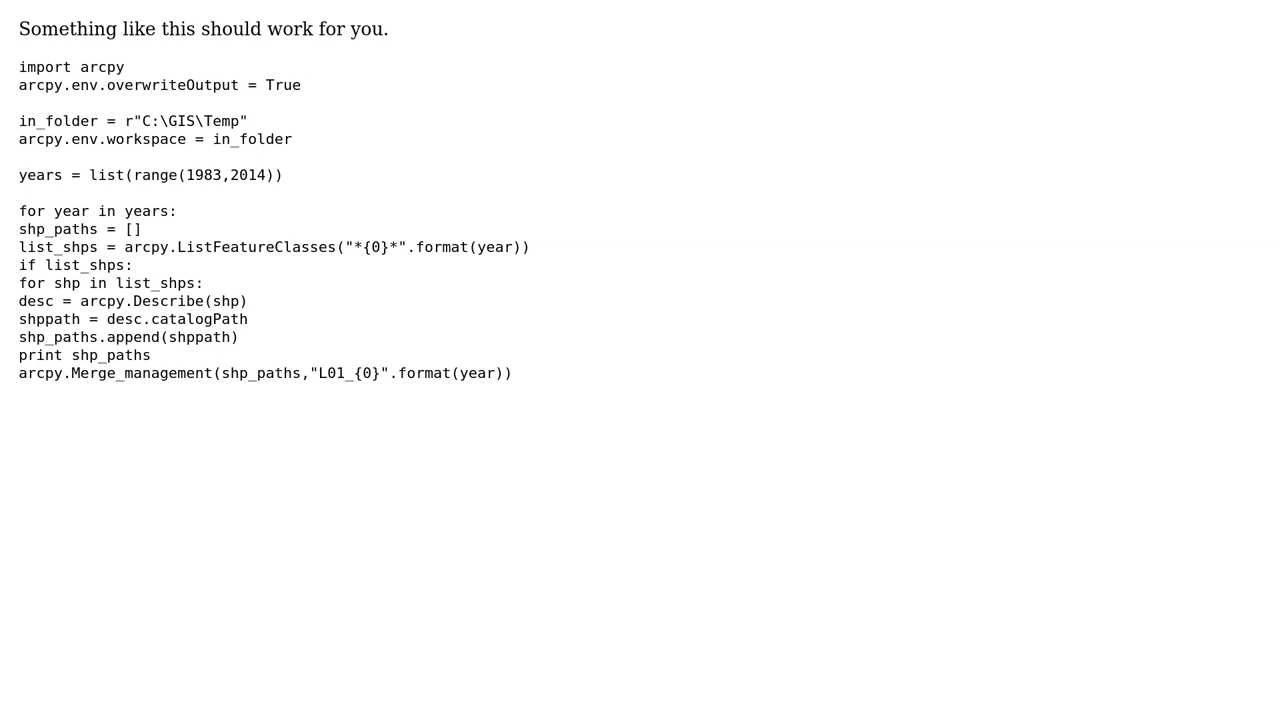 Something like this should work for you.
import arcpy
arcpy.env.overwriteOutput = True
in_folder = r"C:\GIS\Temp"
arcpy.env.workspace = in_folder
years = list(range(1983,2014))
for year in years:
shp_paths = []
list_shps = arcpy.ListFeatureClasses("*{0}*".format(year))
if list_shps:
for shp in list_shps:
desc = arcpy.Describe(shp)
shppath = desc.catalogPath
shp_paths.append(shppath)
print shp_paths
arcpy.Merge_management(shp_paths,"L01_{0}".format(year))